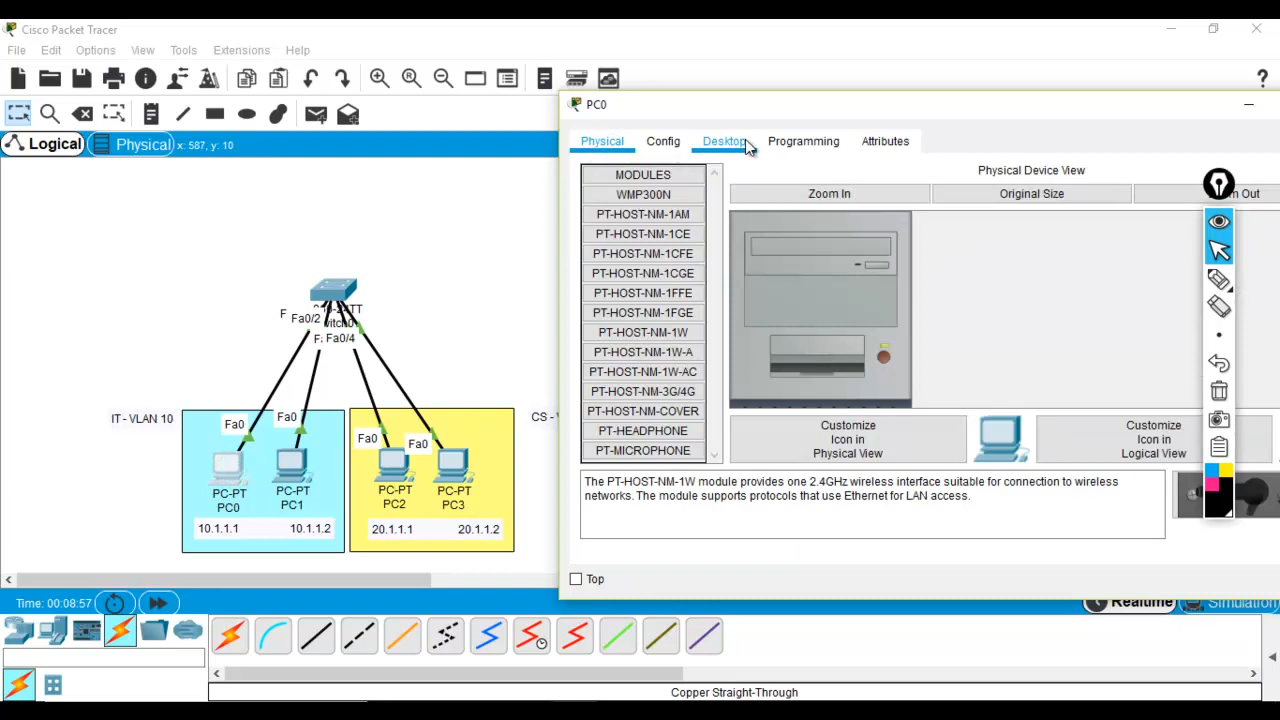 Cisco Packet Tracer
File Edit Options View Tools Extensions Help
?
Logical
Physical x: 587, y: 10
PC0
Physical Config Desktop Programming Attributes
MODULES
WMP300N
PT-HOST-NM-1AM
PT-HOST-NM-1CE
PT-HOST-NM-1CFE
PT-HOST-NM-1CGE
PT-HOST-NM-1FFE
PT-HOST-NM-1FGE
PT-HOST-NM-1W
PT-HOST-NM-1W-A
PT-HOST-NM-1W-AC
PT-HOST-NM-3G/4G
PT-HOST-NM-COVER
PT-HEADPHONE
PT-MICROPHONE
Physical Device View
Zoom In
Original Size
Out
Customize
Icon in
Physical View
Customize
Icon in
Logical View
The PT-HOST-NM-1W module provides one 2.4GHz wireless interface suitable for connection to wireless
networks. The module supports protocols that use Ethernet for LAN access.
Top
Fa0/2
Fa0/4
IT - VLAN 10
CS -
Fa0
Fa0
Fa0
Fa0
PC-PT
PC0
PC-PT
PC1
PC-PT
PC2
PC-PT
PC3
10.1.1.1
10.1.1.2
20.1.1.1
20.1.1.2
Time: 00:08:57
Realtime
Simulation
Copper Straight-Through